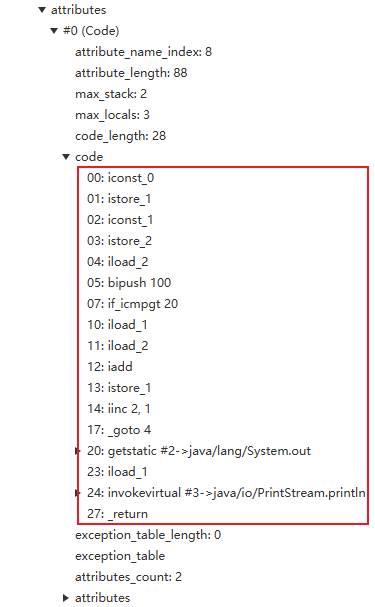 attributes
#0 (Code)
attribute_name_index: 8
attribute_length: 88
max_stack: 2
max_locals: 3
code_length: 28
code
00: iconst_0
01: istore_1
02: iconst_1
03: istore_2
04: iload_2
05: bipush 100
07: if_icmpgt 20
10: iload_1
11: iload_2
12: iadd
13: istore_1
14: iinc 2, 1
17: _goto 4
20: getstatic #2->java/lang/System.out
23: iload_1
24: invokevirtual #3->java/io/PrintStream.println
27: _return
exception_table_length: 0
exception_table
attributes_count: 2
attributes